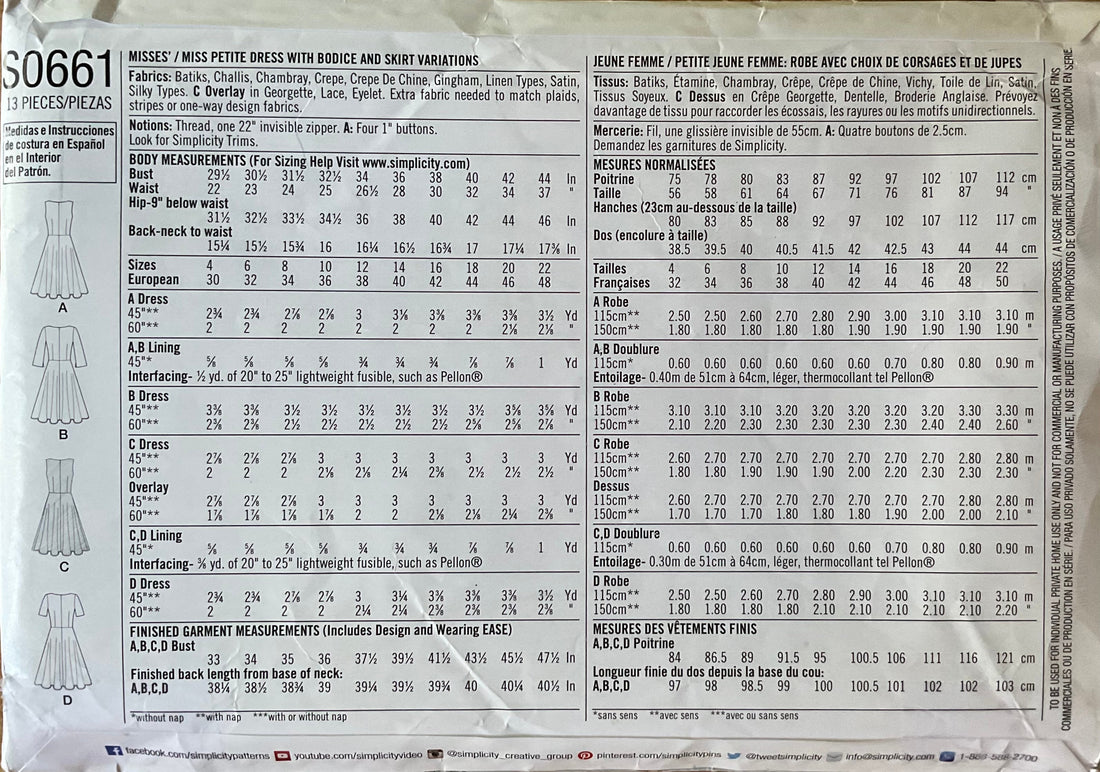 S0661
13 PIECES/PIEZAS
Medidas e Instrucciones
de costura en Español
en el Interior
del Patrón.
A
B
C
D
MISSES' / MISS PETITE DRESS WITH BODICE AND SKIRT VARIATIONS
Fabrics: Batiks, Challis, Chambray, Crepe, Crepe De Chine, Gingham, Linen Types, Satin,
Silky Types. C Overlay in Georgette, Lace, Eyelet. Extra fabric needed to match plaids,
stripes or one-way design fabrics.
Notions: Thread, one 22" invisible zipper. A: Four 1" buttons.
Look for Simplicity Trims.
BODY MEASUREMENTS (For Sizing Help Visit www.simplicity.com)
Bust 29½ 30½ 31½ 32½ 34 36 38 40 42 44 In
Waist 22 23 24 25 26½ 28 30 32 34 37 "
Hip-9" below waist
31½ 32½ 33½ 34½ 36 38 40 42 44 46 In
Back-neck to waist
15¼ 15½ 15¾ 16 16¼ 16½ 16¾ 17 17¼ 17⅜ In
Sizes 4 6 8 10 12 14 16 18 20 22
European 30 32 34 36 38 40 42 44 46 48
A Dress
45"** 2¾ 2¾ 2⅞ 2⅞ 3 3⅛ 3⅜ 3⅜ 3⅜ 3½ Yd
60"** 2 2 2 2 2 2 2 2 2⅛ 2⅛ "
A,B Lining
45"* ⅝ ⅝ ⅝ ⅝ ¾ ¾ ¾ ⅞ ⅞ 1 Yd
Interfacing- ½ yd. of 20" to 25" lightweight fusible, such as Pellon®
B Dress
45"** 3⅜ 3⅜ 3½ 3½ 3½ 3½ 3½ 3½ 3⅝ 3⅝ Yd
60"** 2⅜ 2⅜ 2½ 2½ 2½ 2½ 2½ 2⅝ 2⅝ 2⅞ "
C Dress
45"** 2⅞ 2⅞ 2⅞ 3 3 3 3 3 3 3 Yd
60"** 2 2 2 2⅛ 2⅛ 2¼ 2⅜ 2½ 2½ 2½ "
Overlay
45"** 2⅞ 2⅞ 2⅞ 3 3 3 3 3 3 3 Yd
60"** 1⅞ 1⅞ 1⅞ 1⅞ 2 2 2⅛ 2⅛ 2¼ 2⅜ "
C,D Lining
45"* ⅝ ⅝ ⅝ ⅝ ¾ ¾ ¾ ⅞ ⅞ 1 Yd
Interfacing- ⅜ yd. of 20" to 25" lightweight fusible, such as Pellon®
D Dress
45"** 2¾ 2¾ 2⅞ 2⅞ 3 3¼ 3⅜ 3⅜ 3⅜ 3½ Yd
60"** 2 2 2 2 2¼ 2¼ 2⅜ 2⅜ 2⅜ 2⅜ "
FINISHED GARMENT MEASUREMENTS (Includes Design and Wearing EASE)
A,B,C,D Bust
33 34 35 36 37½ 39½ 41½ 43½ 45½ 47½ In
Finished back length from base of neck:
A,B,C,D 38¼ 38½ 38¾ 39 39¼ 39½ 39¾ 40 40¼ 40½ In
*without nap **with nap ***with or without nap
JEUNE FEMME / PETITE JEUNE FEMME: ROBE AVEC CHOIX DE CORSAGES ET DE JUPES
Tissus: Batiks, Étamine, Chambray, Crêpe, Crêpe de Chine, Vichy, Toile de Lin, Satin,
Tissus Soyeux. C Dessus en Crêpe Georgette, Dentelle, Broderie Anglaise. Prévoyez
davantage de tissu pour raccorder les écossais, les rayures ou les motifs unidirectionnels.
Mercerie: Fil, une glissière invisible de 55cm. A: Quatre boutons de 2.5cm.
Demandez les garnitures de Simplicity.
MESURES NORMALISÉES
Poitrine 75 78 80 83 87 92 97 102 107 112 cm
Taille 56 58 61 64 67 71 76 81 87 94 "
Hanches (23cm au-dessous de la taille)
80 83 85 88 92 97 102 107 112 117 cm
Dos (encolure à taille)
38.5 39.5 40 40.5 41.5 42 42.5 43 44 44 cm
Tailles 4 6 8 10 12 14 16 18 20 22
Françaises 32 34 36 38 40 42 44 46 48 50
A Robe
115cm** 2.50 2.50 2.60 2.70 2.80 2.90 3.00 3.10 3.10 3.10 m
150cm** 1.80 1.80 1.80 1.80 1.80 1.80 1.90 1.90 1.90 1.90 "
A,B Doublure
115cm* 0.60 0.60 0.60 0.60 0.60 0.60 0.70 0.80 0.80 0.90 m
Entoilage- 0.40m de 51cm à 64cm, léger, thermocollant tel Pellon®
B Robe
115cm** 3.10 3.10 3.10 3.20 3.20 3.20 3.20 3.20 3.30 3.30 m
150cm** 2.10 2.20 2.30 2.30 2.30 2.30 2.30 2.40 2.40 2.60 "
C Robe
115cm** 2.60 2.70 2.70 2.70 2.70 2.70 2.70 2.70 2.80 2.80 m
150cm** 1.80 1.80 1.90 1.90 1.90 2.00 2.20 2.30 2.30 2.30 "
Dessus
115cm** 2.60 2.70 2.70 2.70 2.70 2.70 2.70 2.70 2.80 2.80 m
150cm** 1.70 1.70 1.70 1.80 1.80 1.80 1.90 2.00 2.00 2.10 "
C,D Doublure
115cm* 0.60 0.60 0.60 0.60 0.60 0.60 0.70 0.80 0.80 0.90 m
Entoilage- 0.30m de 51cm à 64cm, léger, thermocollant tel Pellon®
D Robe
115cm** 2.50 2.50 2.60 2.70 2.80 2.90 3.00 3.10 3.10 3.10 m
150cm** 1.80 1.80 1.80 1.80 2.10 2.10 2.10 2.10 2.10 2.20 "
MESURES DES VÊTEMENTS FINIS
A,B,C,D Poitrine
84 86.5 89 91.5 95 100.5 106 111 116 121 cm
Longueur finie du dos depuis la base du cou:
A,B,C,D 97 98 98.5 99 100 100.5 101 102 102 103 cm
*sans sens **avec sens ***avec ou sans sens
TO BE USED FOR INDIVIDUAL PRIVATE HOME USE ONLY AND NOT FOR COMMERCIAL OR MANUFACTURING PURPOSES. / A USAGE PRIVÉ SEULEMENT ET NON À DES FINS
COMMERCIALES OU DE PRODUCTION EN SERIE. / PARA USO PRIVADO SOLAMENTE, NO SE PUEDE UTILIZAR CON PROPÓSITOS DE COMERCIALIZACIÓN O DE PRODUCCIÓN EN SERIE.
facebook.com/simplicitypatterns youtube.com/simplicityvideo @simplicity_creative_group pinterest.com/simplicitypins @tweetsimplicity info@simplicity.com 1-888-588-2700